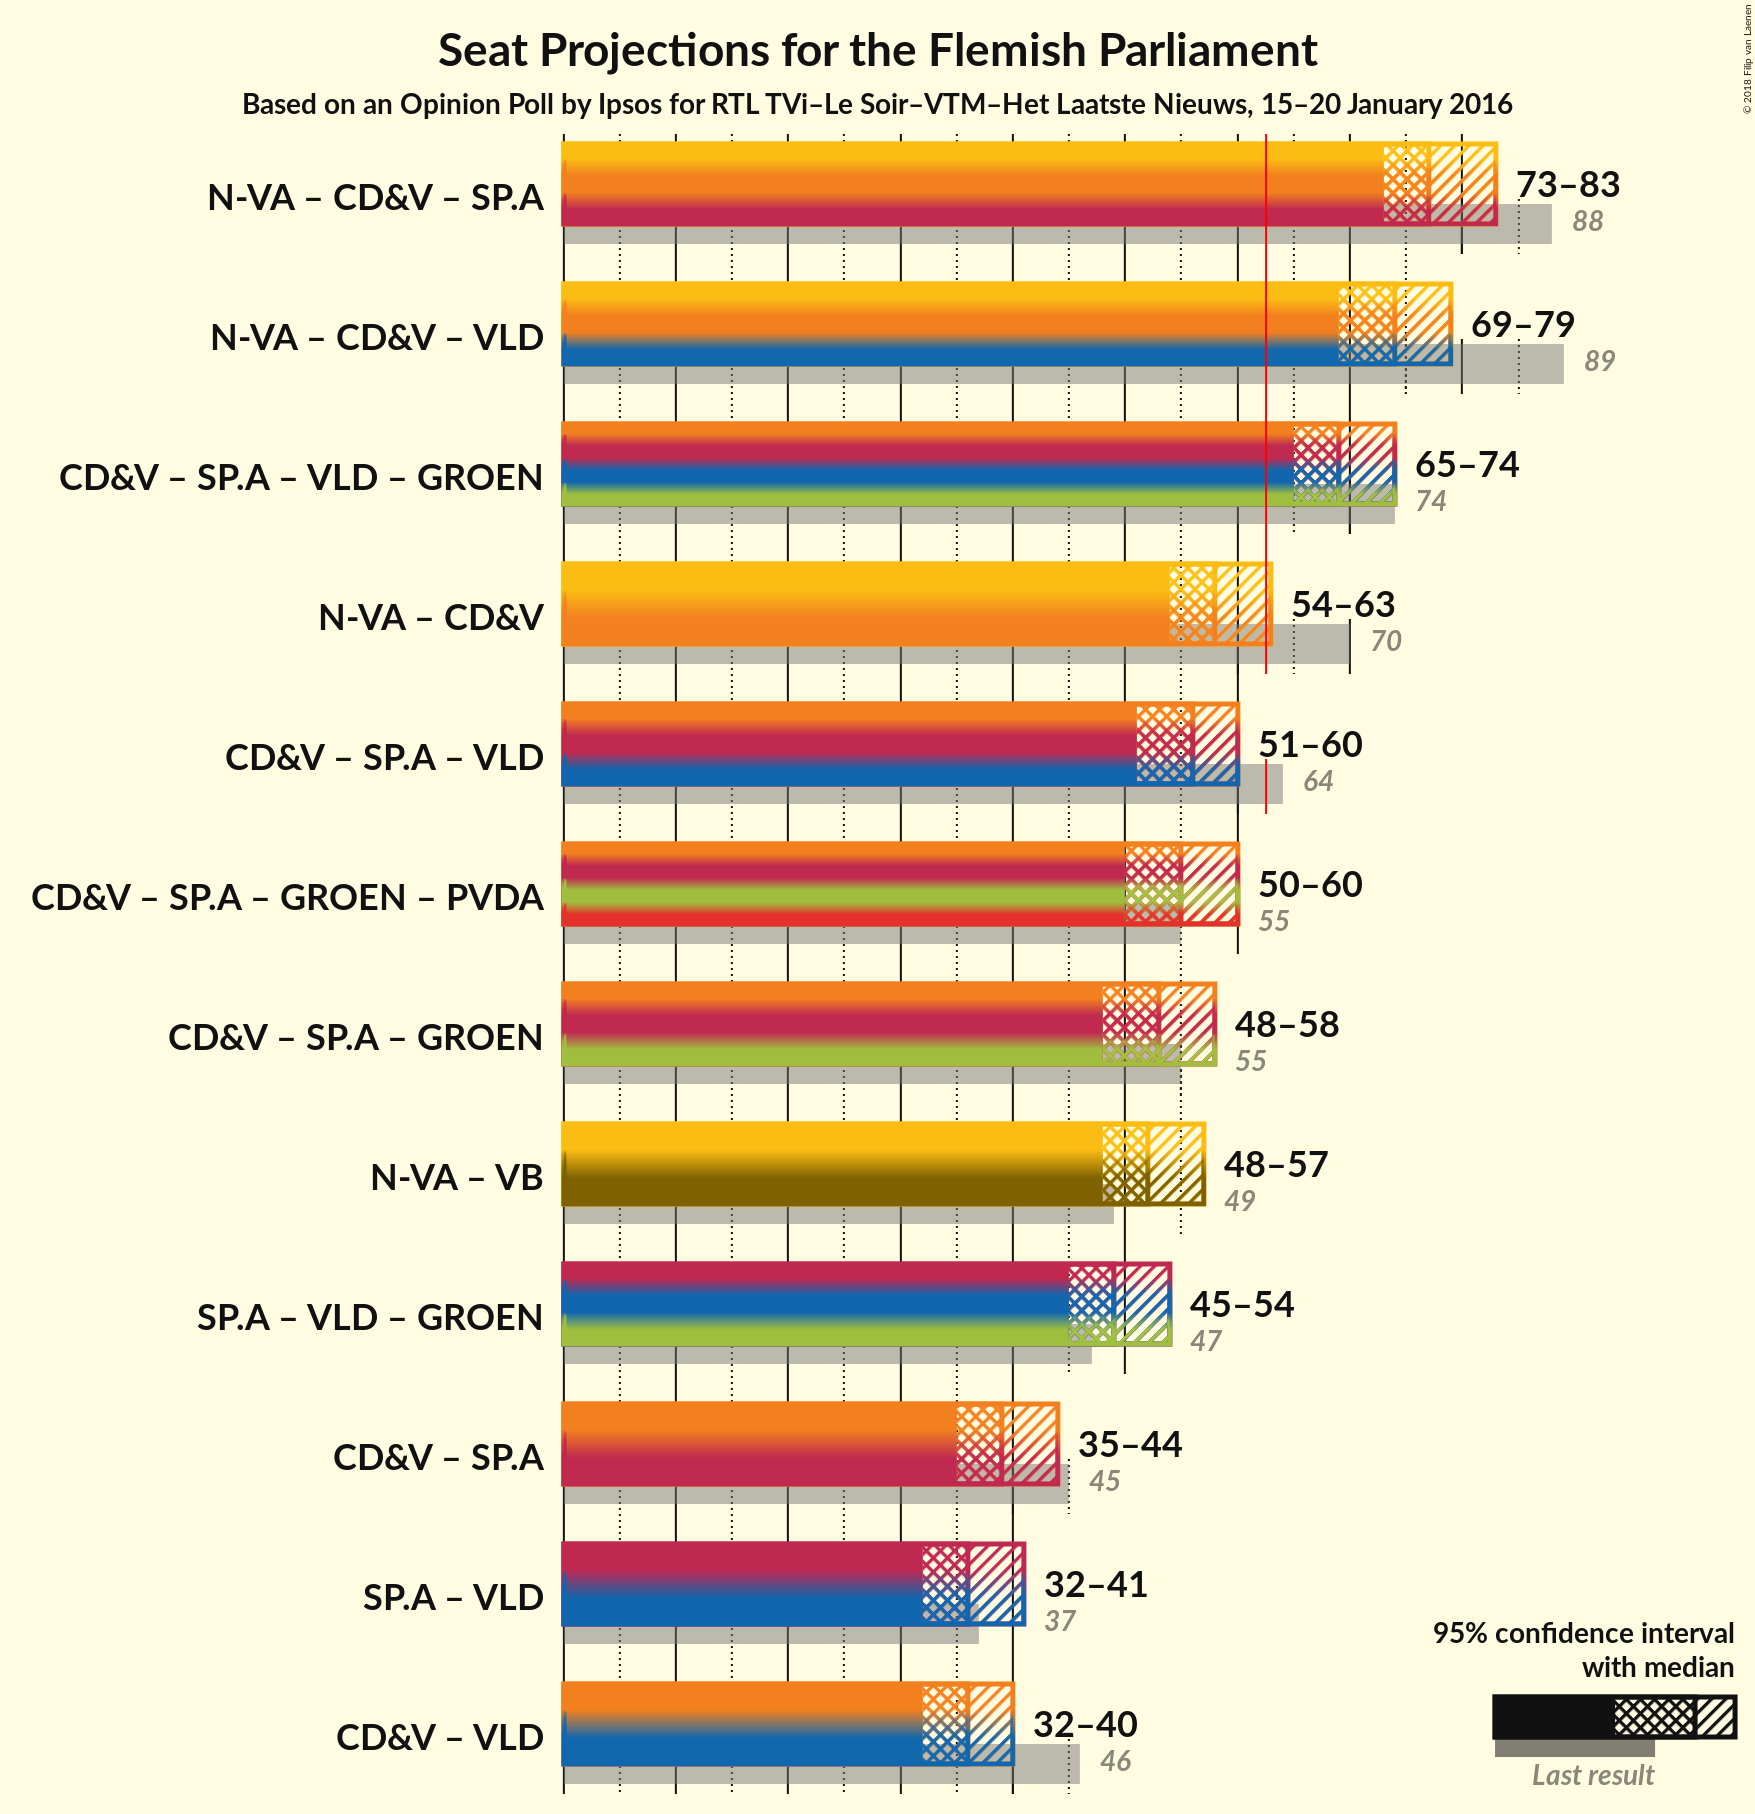 Seat Projections for the Flemish Parliament
Based on an Opinion Poll by Ipsos for RTL TVi–Le Soir–VTM–Het Laatste Nieuws, 15–20 January 2016
© 2018 Filip van Laenen
N-VA – CD&V – SP.A
73–83
88
N-VA – CD&V – VLD
69–79
89
CD&V – SP.A – VLD – GROEN
65–74
74
N-VA – CD&V
54–63
70
CD&V – SP.A – VLD
51–60
64
CD&V – SP.A – GROEN – PVDA
50–60
55
CD&V – SP.A – GROEN
48–58
55
N-VA – VB
48–57
49
SP.A – VLD – GROEN
45–54
47
CD&V – SP.A
35–44
45
SP.A – VLD
32–41
37
CD&V – VLD
32–40
46
95% confidence interval
with median
Last result